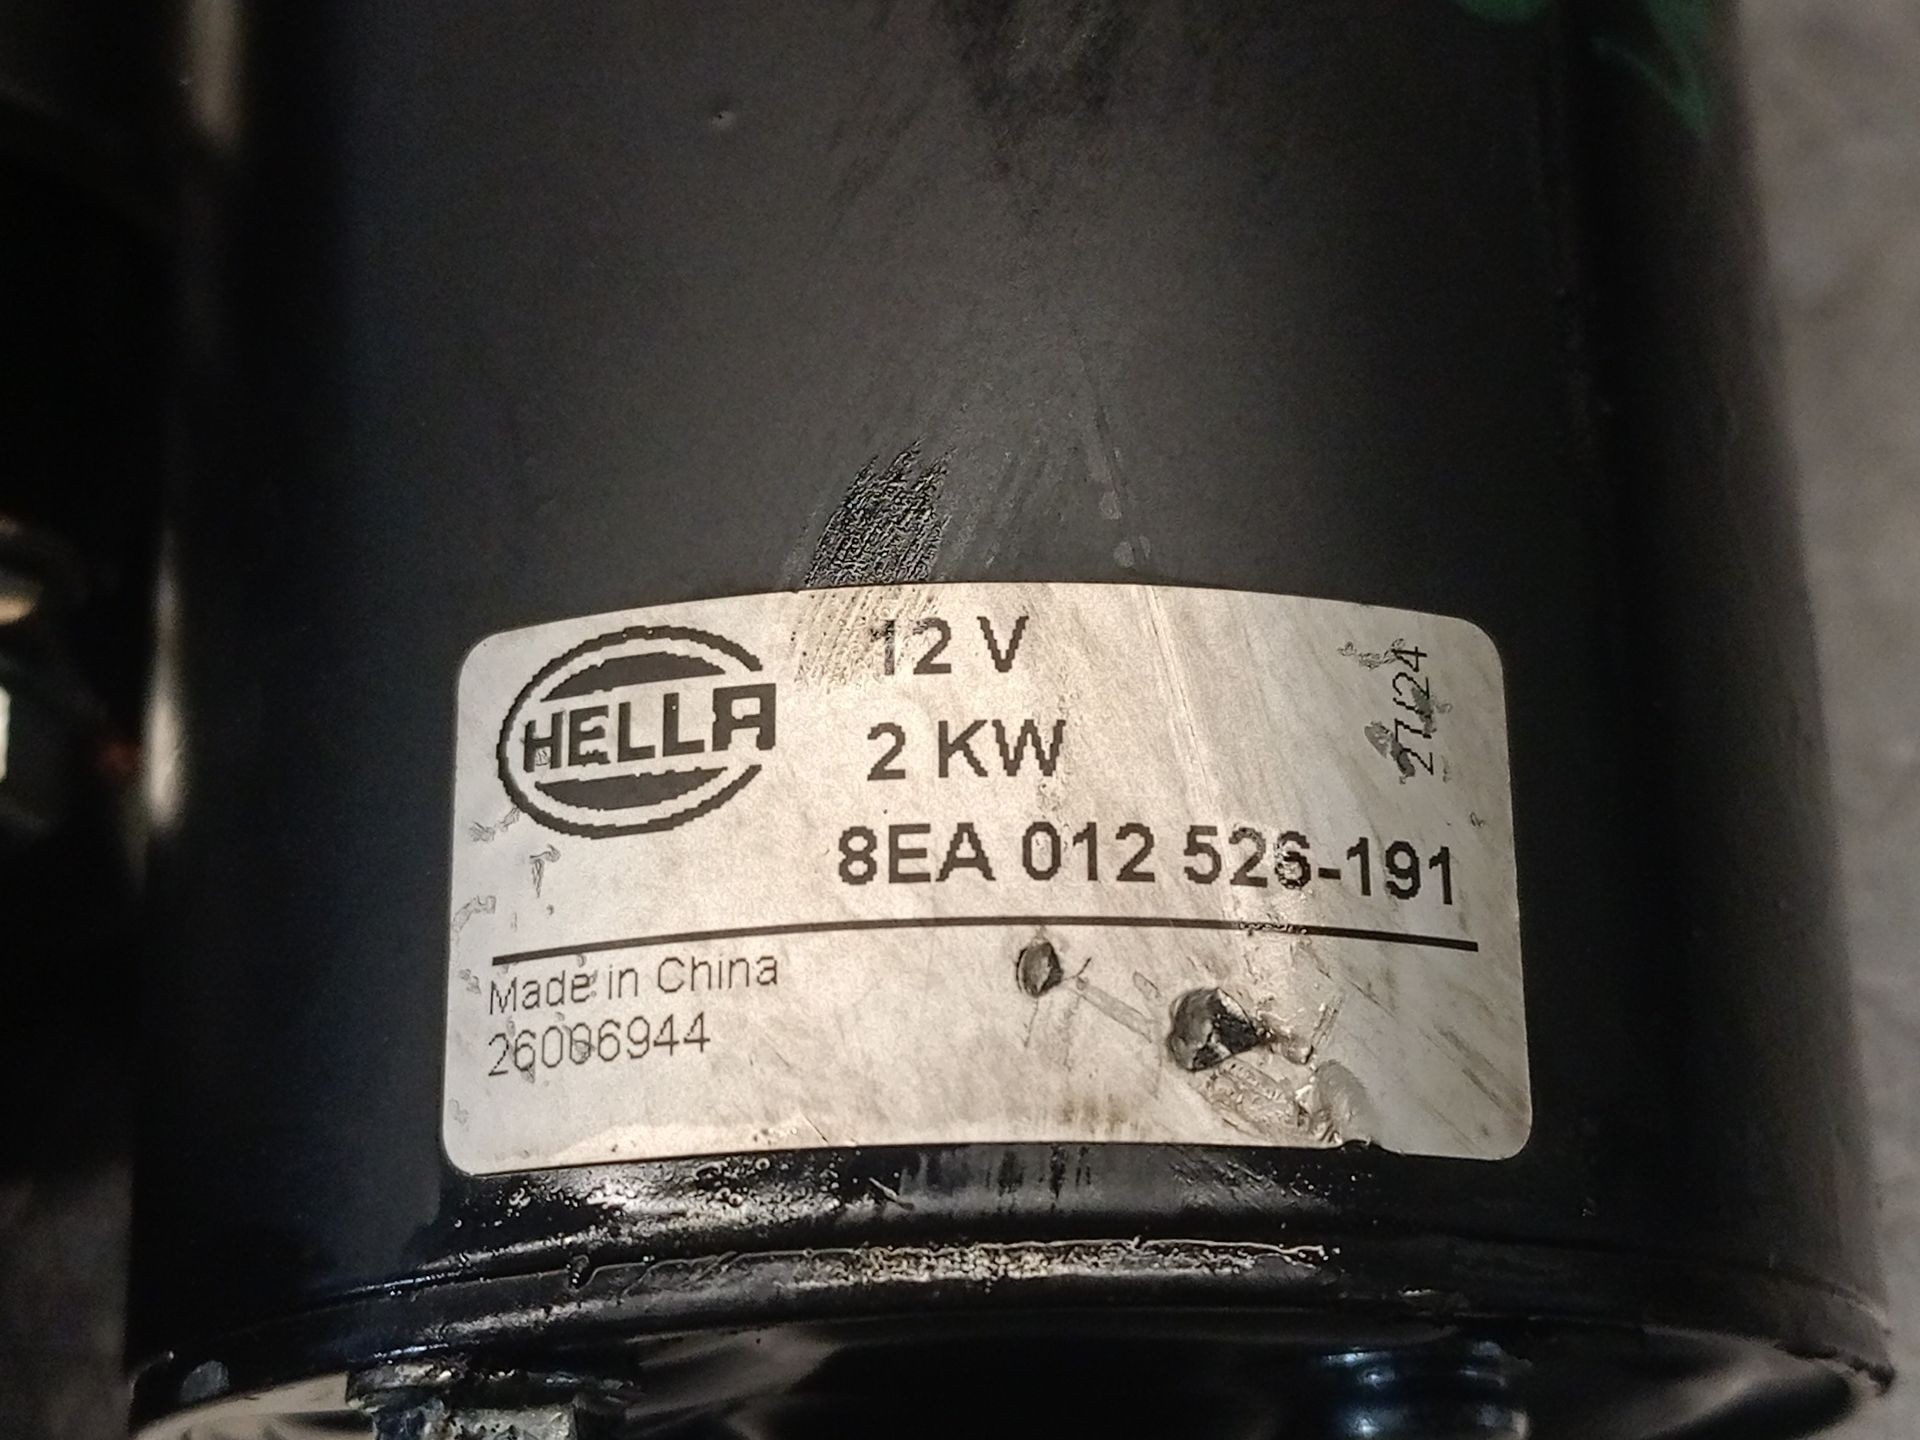 HELLA
12 V
2 KW
8EA 012 526-191
27/24
Made in China
26006944